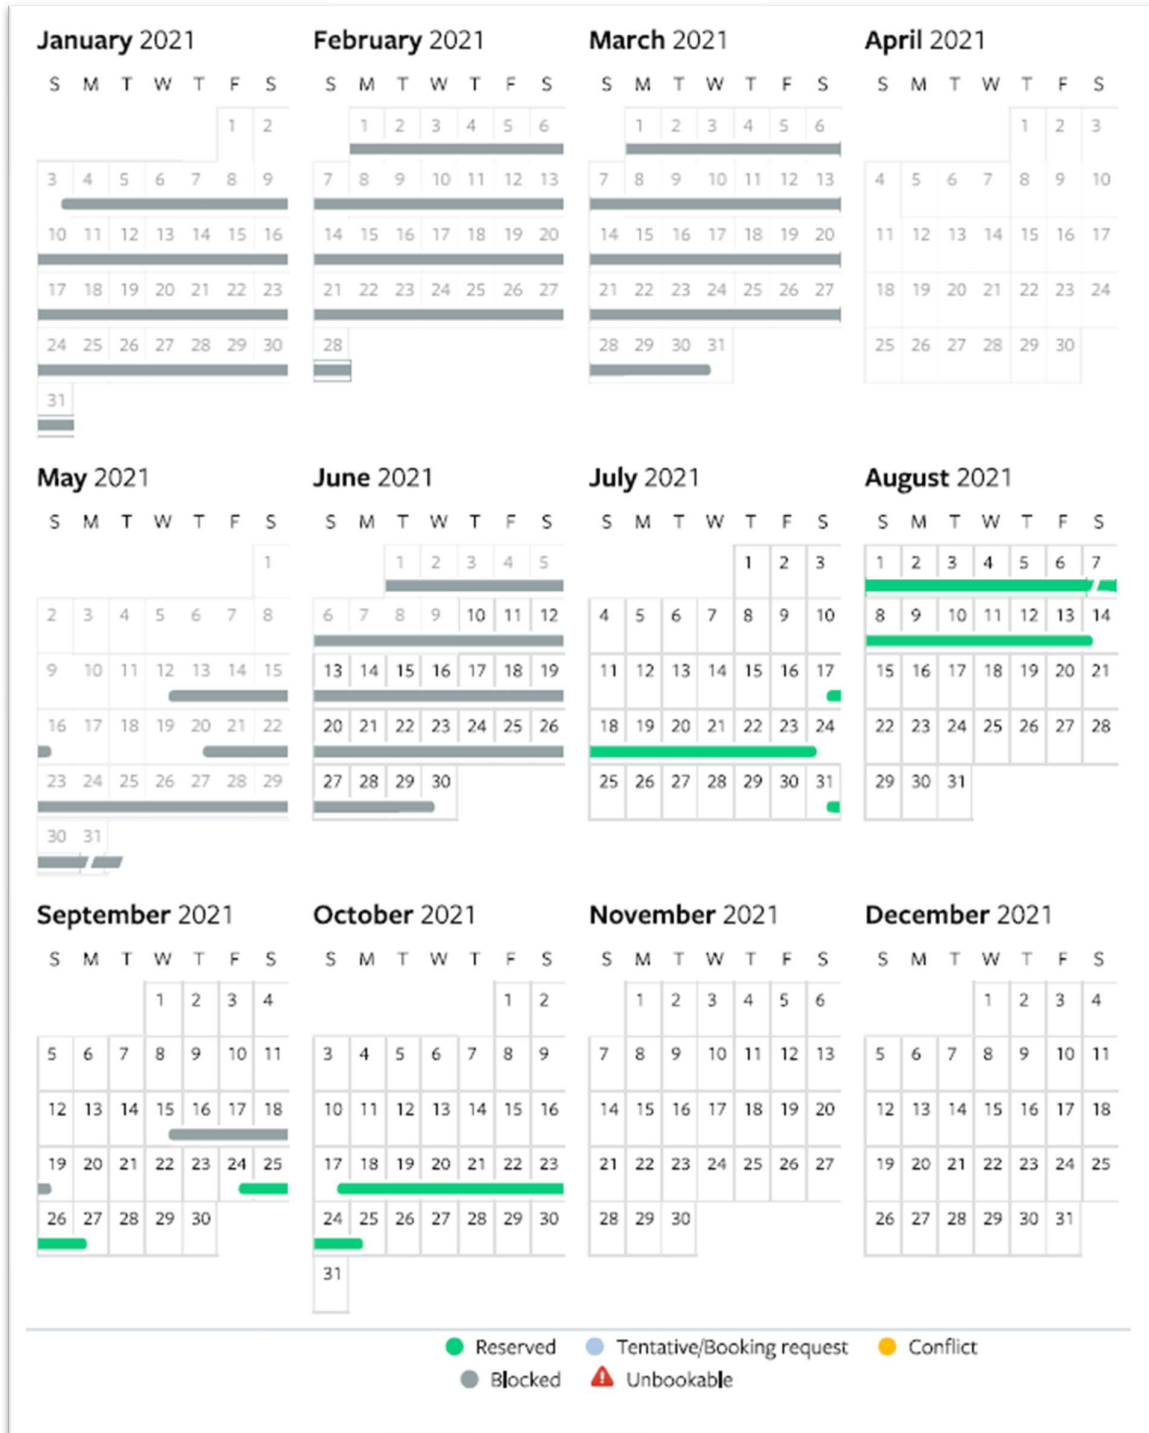 January 2021 February 2021 March 2021 April 2021
S M T W T F S S M T W T F S S M T W T F S S M T W T F S
1 2 1 2 3 4 5 6 1 2 3 4 5 6 1 2 3
3 4 5 6 7 8 9 7 8 9 10 11 12 13 7 8 9 10 11 12 13 4 5 6 7 8 9 10
10 11 12 13 14 15 16 14 15 16 17 18 19 20 14 15 16 17 18 19 20 11 12 13 14 15 16 17
17 18 19 20 21 22 23 21 22 23 24 25 26 27 21 22 23 24 25 26 27 18 19 20 21 22 23 24
24 25 26 27 28 29 30 28 28 29 30 31 25 26 27 28 29 30
31
May 2021 June 2021 July 2021 August 2021
S M T W T F S S M T W T F S S M T W T F S S M T W T F S
1 1 2 3 4 5 1 2 3 1 2 3 4 5 6 7
2 3 4 5 6 7 8 6 7 8 9 10 11 12 4 5 6 7 8 9 10 8 9 10 11 12 13 14
9 10 11 12 13 14 15 13 14 15 16 17 18 19 11 12 13 14 15 16 17 15 16 17 18 19 20 21
16 17 18 19 20 21 22 20 21 22 23 24 25 26 18 19 20 21 22 23 24 22 23 24 25 26 27 28
23 24 25 26 27 28 29 27 28 29 30 25 26 27 28 29 30 31 29 30 31
30 31
September 2021 October 2021 November 2021 December 2021
S M T W T F S S M T W T F S S M T W T F S S M T W T F S
1 2 3 4 1 2 1 2 3 4 5 6 1 2 3 4
5 6 7 8 9 10 11 3 4 5 6 7 8 9 7 8 9 10 11 12 13 5 6 7 8 9 10 11
12 13 14 15 16 17 18 10 11 12 13 14 15 16 14 15 16 17 18 19 20 12 13 14 15 16 17 18
19 20 21 22 23 24 25 17 18 19 20 21 22 23 21 22 23 24 25 26 27 19 20 21 22 23 24 25
26 27 28 29 30 24 25 26 27 28 29 30 28 29 30 26 27 28 29 30 31
31
Reserved Tentative/Booking request Conflict
Blocked Unbookable